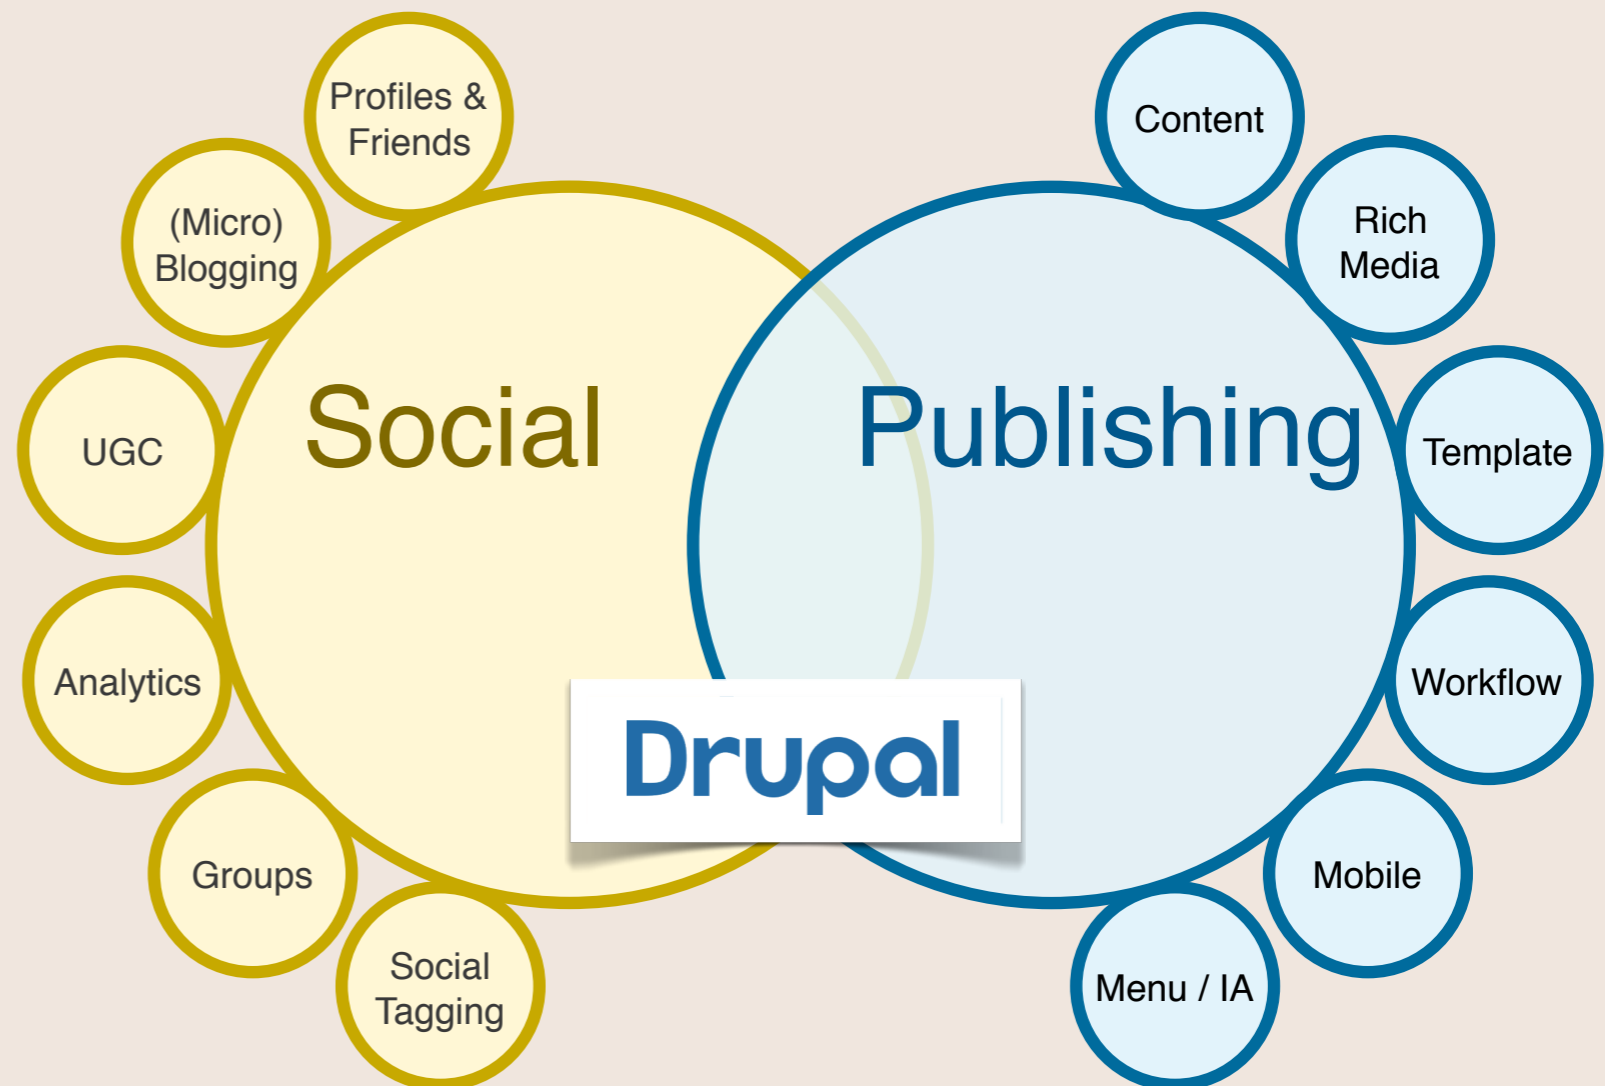 Profiles &
Friends
(Micro)
Blogging
UGC
Analytics
Groups
Social
Tagging
Social
Publishing
Drupal
Content
Rich
Media
Template
Workflow
Mobile
Menu / IA